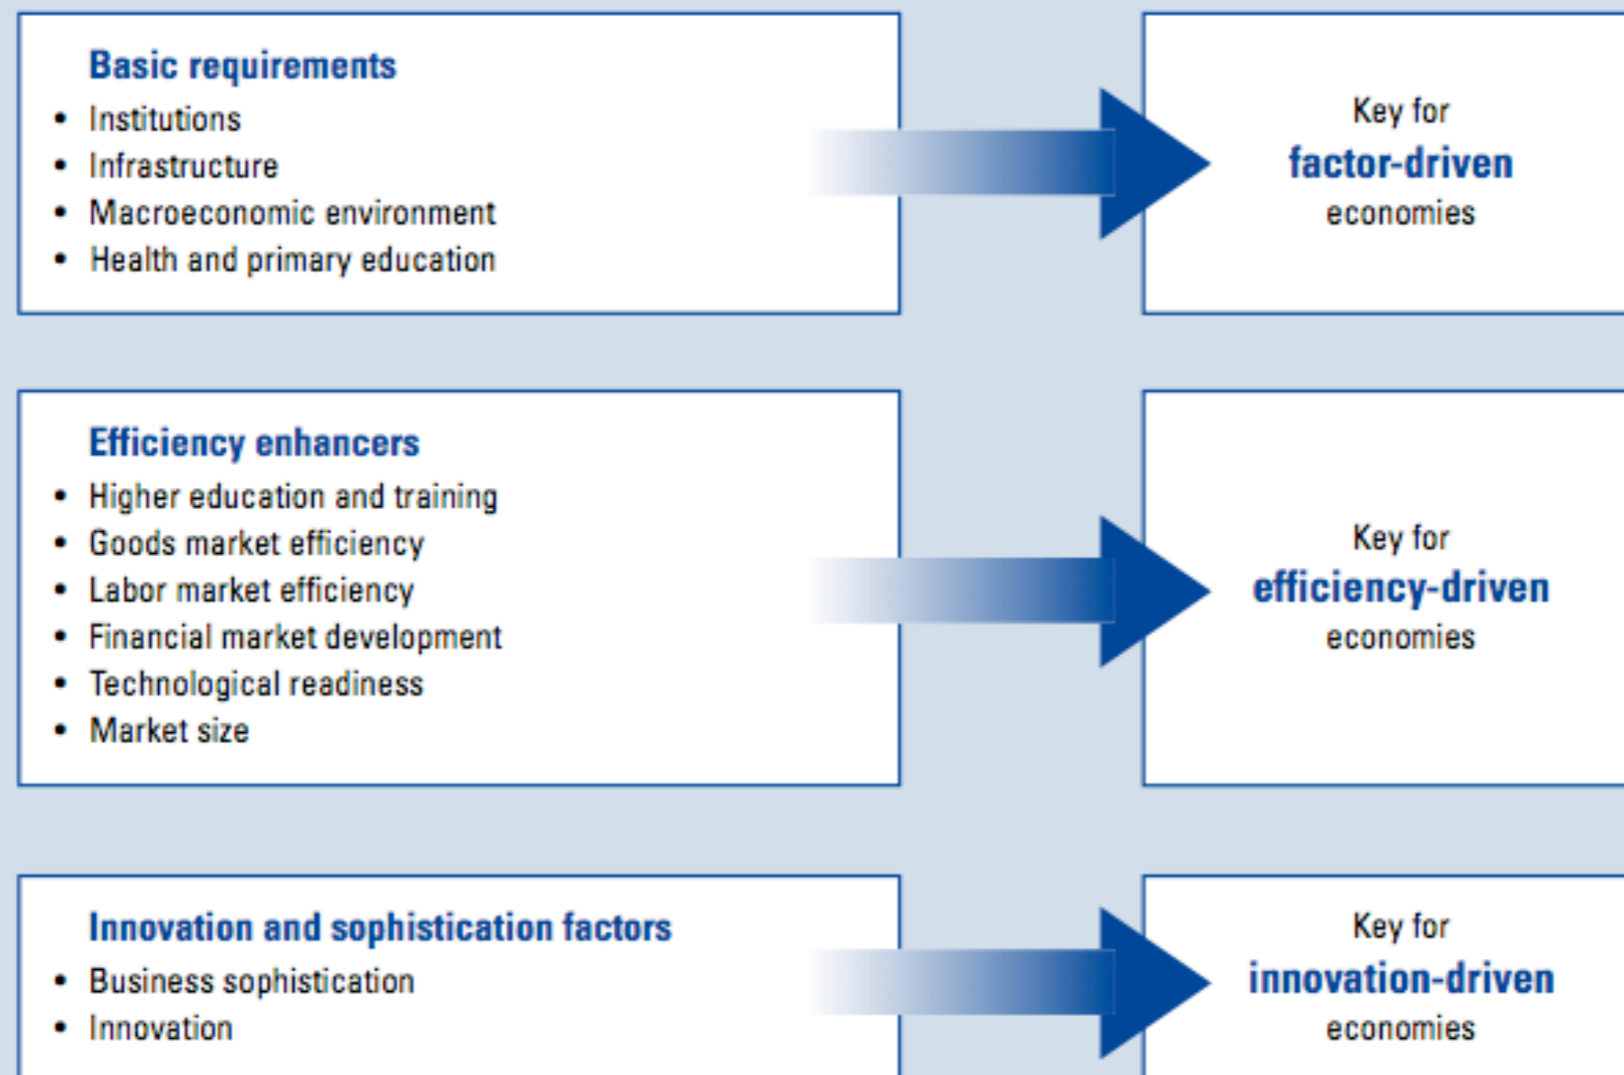 Basic requirements
• Institutions
• Infrastructure
• Macroeconomic environment
• Health and primary education
Key for
factor-driven
economies
Efficiency enhancers
• Higher education and training
• Goods market efficiency
• Labor market efficiency
• Financial market development
• Technological readiness
• Market size
Key for
efficiency-driven
economies
Innovation and sophistication factors
• Business sophistication
• Innovation
Key for
innovation-driven
economies